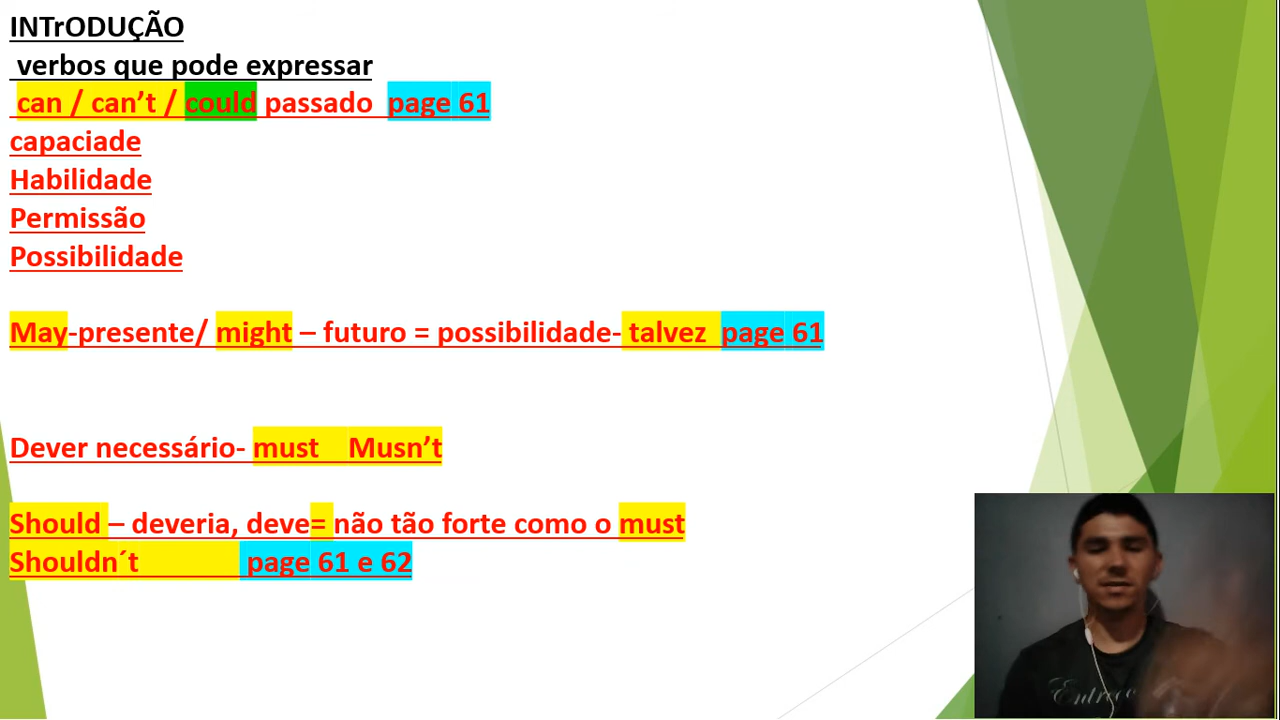 INTrODUÇÃO
verbos que pode expressar
can / can’t / could passado page 61
capaciade
Habilidade
Permissão
Possibilidade
May-presente/ might – futuro = possibilidade- talvez page 61
Dever necessário- must Musn’t
Should – deveria, deve= não tão forte como o must
Shouldn´t page 61 e 62